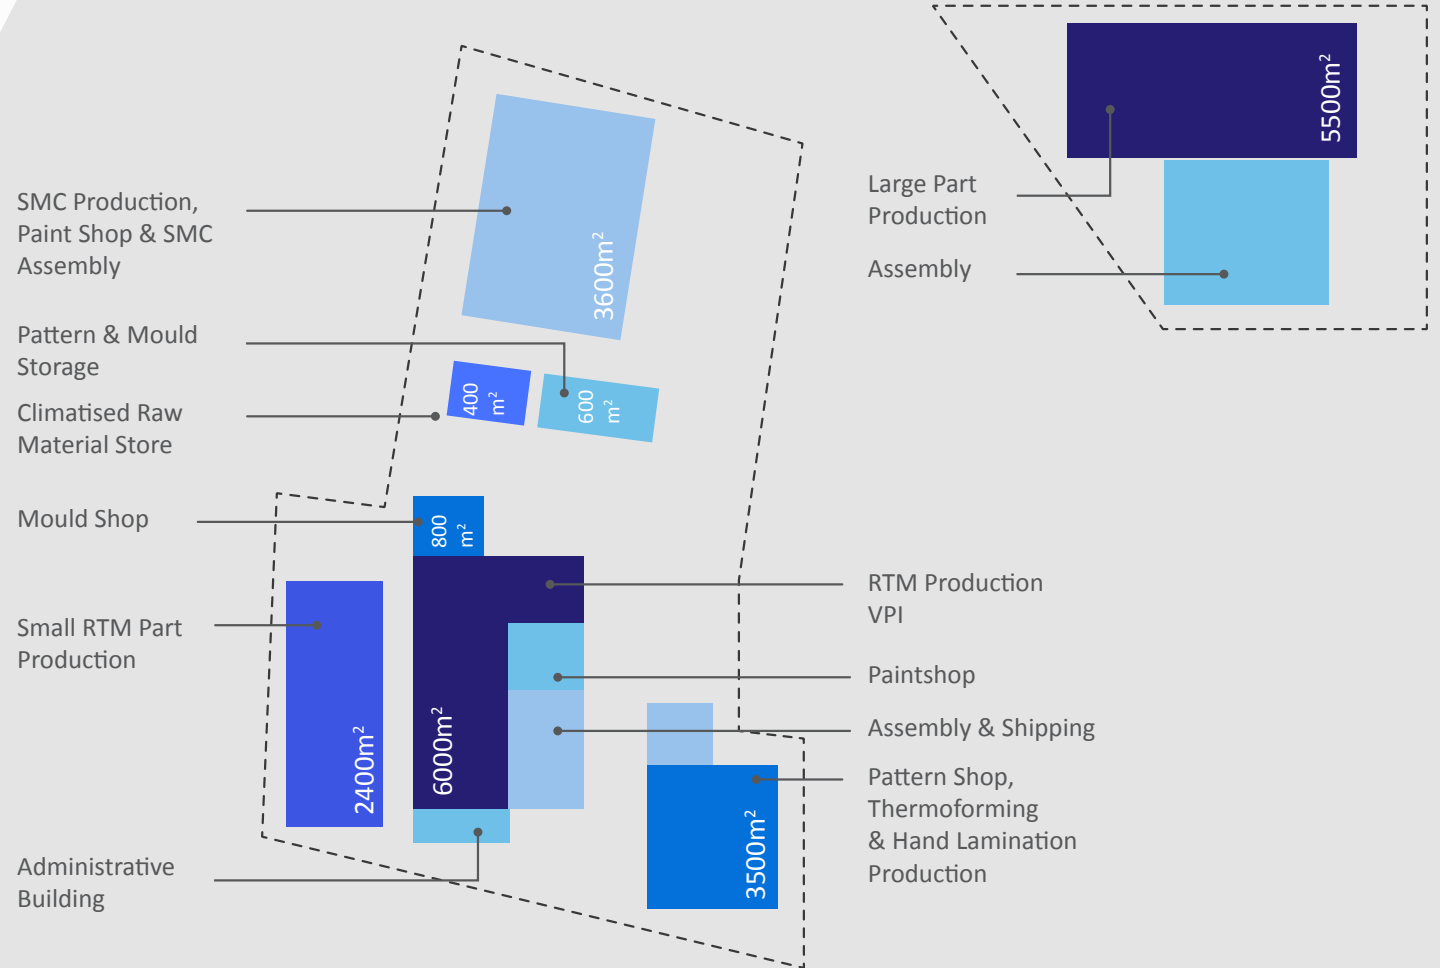 SMC Production,
Paint Shop & SMC
Assembly
Pattern & Mould
Storage
Climatised Raw
Material Store
Mould Shop
Small RTM Part
Production
Administrative
Building
3600m²
400
m²
600
m²
800
m²
2400m²
6000m²
3500m²
5500m²
Large Part
Production
Assembly
RTM Production
VPI
Paintshop
Assembly & Shipping
Pattern Shop,
Thermoforming
& Hand Lamination
Production